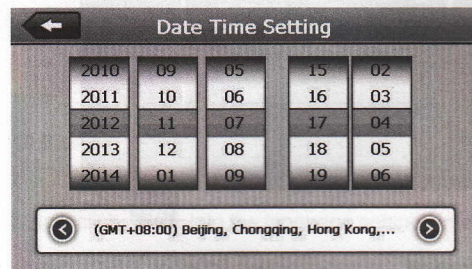 Date Time Setting
2010 09 05 15 02
2011 10 06 16 03
2012 11 07 17 04
2013 12 08 18 05
2014 01 09 19 06
(GMT+08:00) Beijing, Chongqing, Hong Kong,...